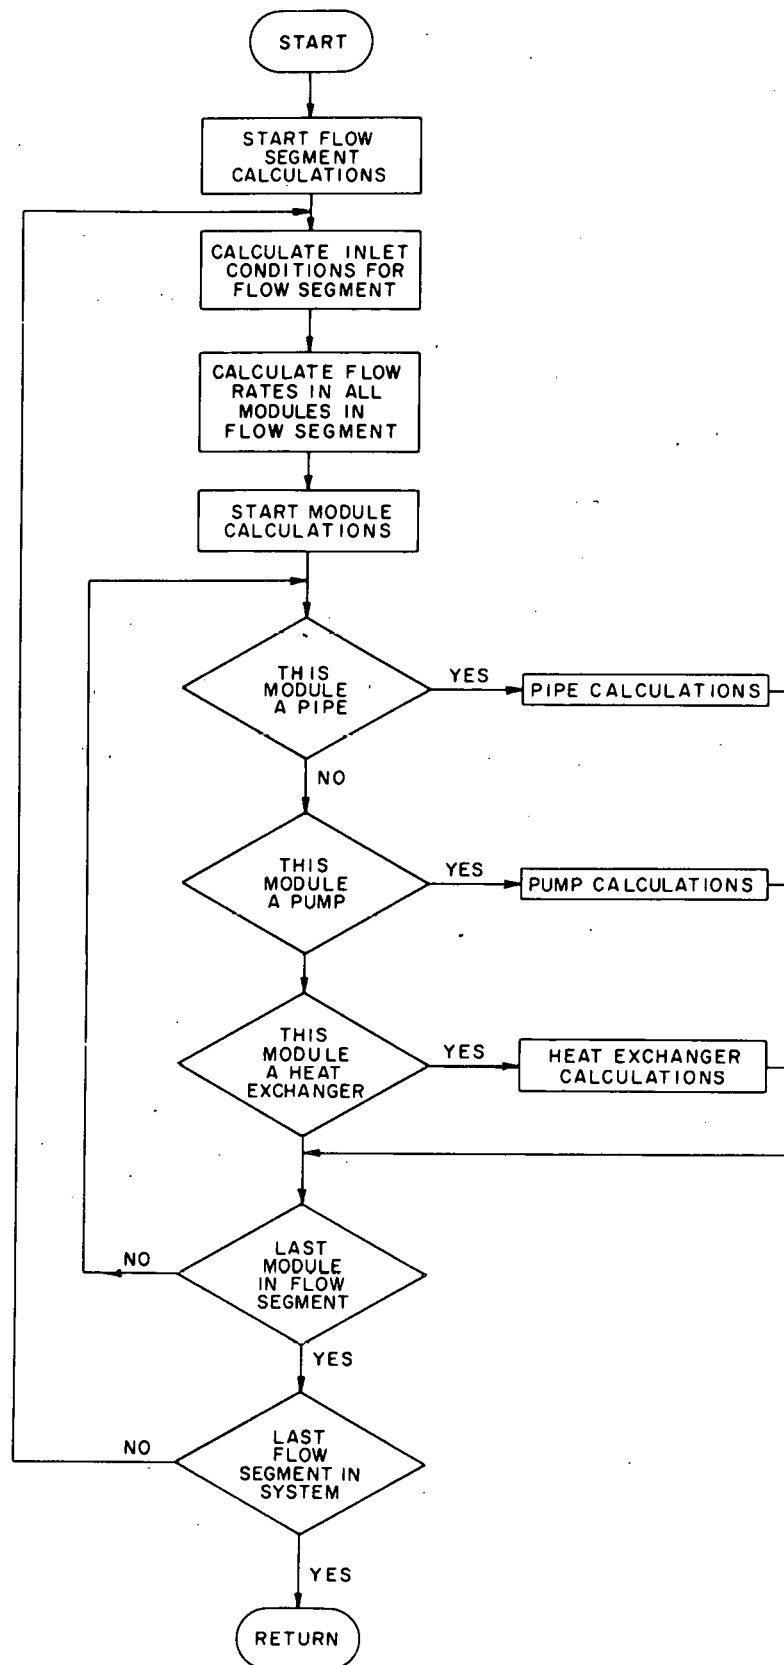 START
START FLOW
SEGMENT
CALCULATIONS
CALCULATE INLET
CONDITIONS FOR
FLOW SEGMENT
CALCULATE FLOW
RATES IN ALL
MODULES IN
FLOW SEGMENT
START MODULE
CALCULATIONS
THIS
MODULE
A PIPE
YES
PIPE CALCULATIONS
NO
THIS
MODULE
A PUMP
YES
PUMP CALCULATIONS
THIS
MODULE
A HEAT
EXCHANGER
YES
HEAT EXCHANGER
CALCULATIONS
LAST
MODULE
IN FLOW
SEGMENT
NO
YES
LAST
FLOW
SEGMENT IN
SYSTEM
NO
YES
RETURN